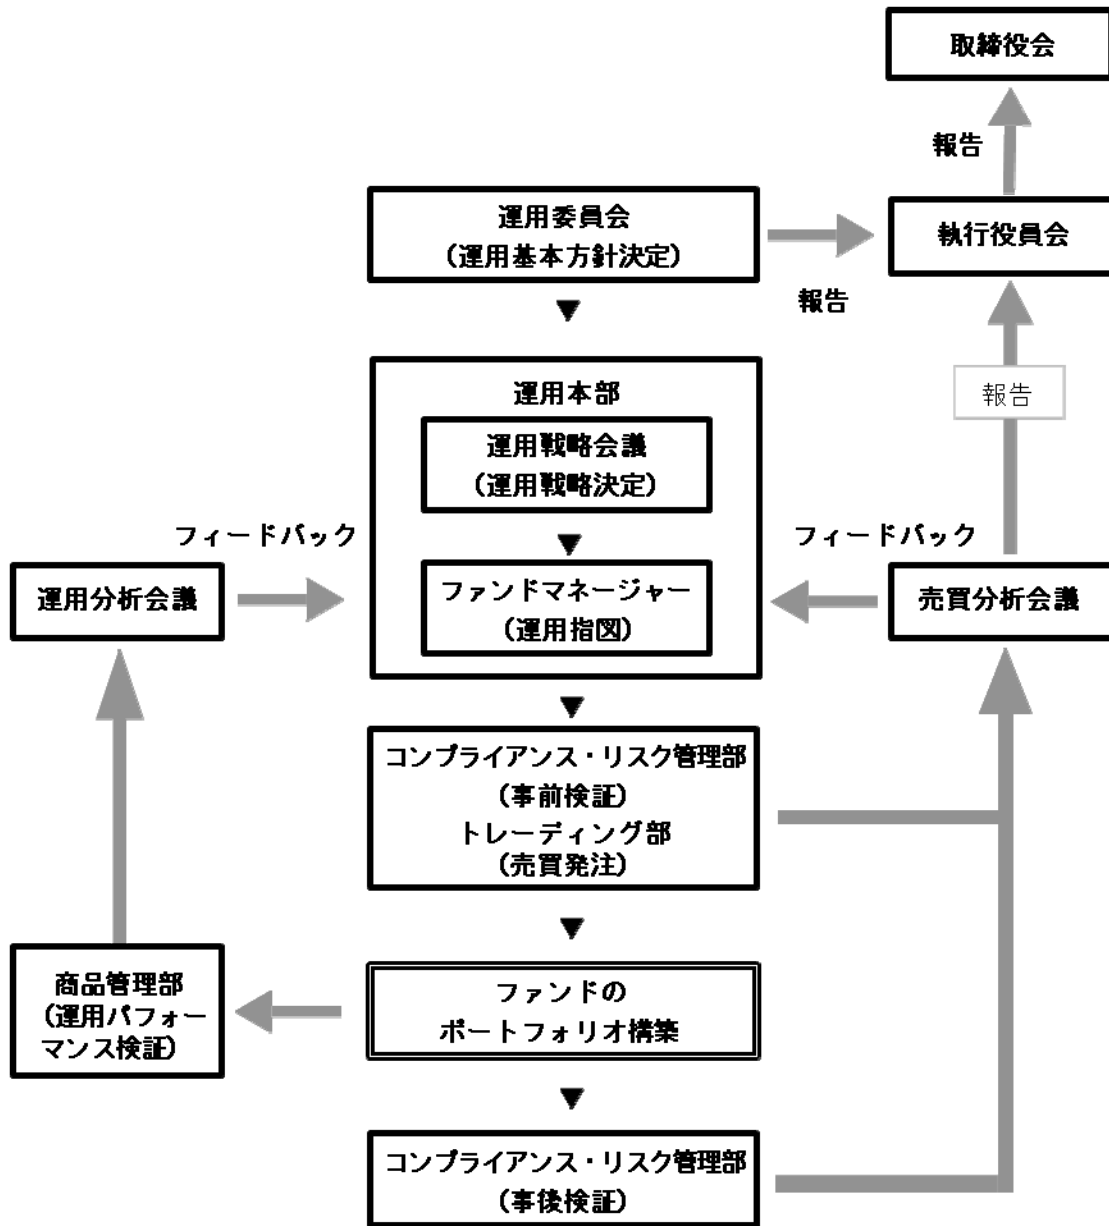 取締役会
報告
運用委員会
(運用基本方針決定)
執行役員会
報告
運用本部
報告
運用戦略会議
(運用戦略決定)
フィードバック
フィードバック
運用分析会議
ファンドマネージャー
(運用指図)
売買分析会議
コンプライアンス・リスク管理部
(事前検証)
トレーディング部
(売買発注)
商品管理部
(運用パフォー
マンス検証)
ファンドの
ポートフォリオ構築
コンプライアンス・リスク管理部
(事後検証)